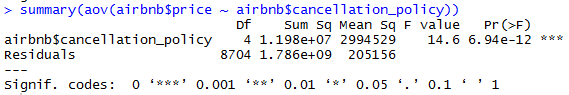 > summary(aov(airbnb$price ~ airbnb$cancellation_policy))
Df Sum Sq Mean Sq F value Pr(>F)
airbnb$cancellation_policy 4 1.198e+07 2994529 14.6 6.94e-12 ***
Residuals 8704 1.786e+09 205156
---
Signif. codes: 0 ‘***’ 0.001 ‘**’ 0.01 ‘*’ 0.05 ‘.’ 0.1 ‘ ’ 1